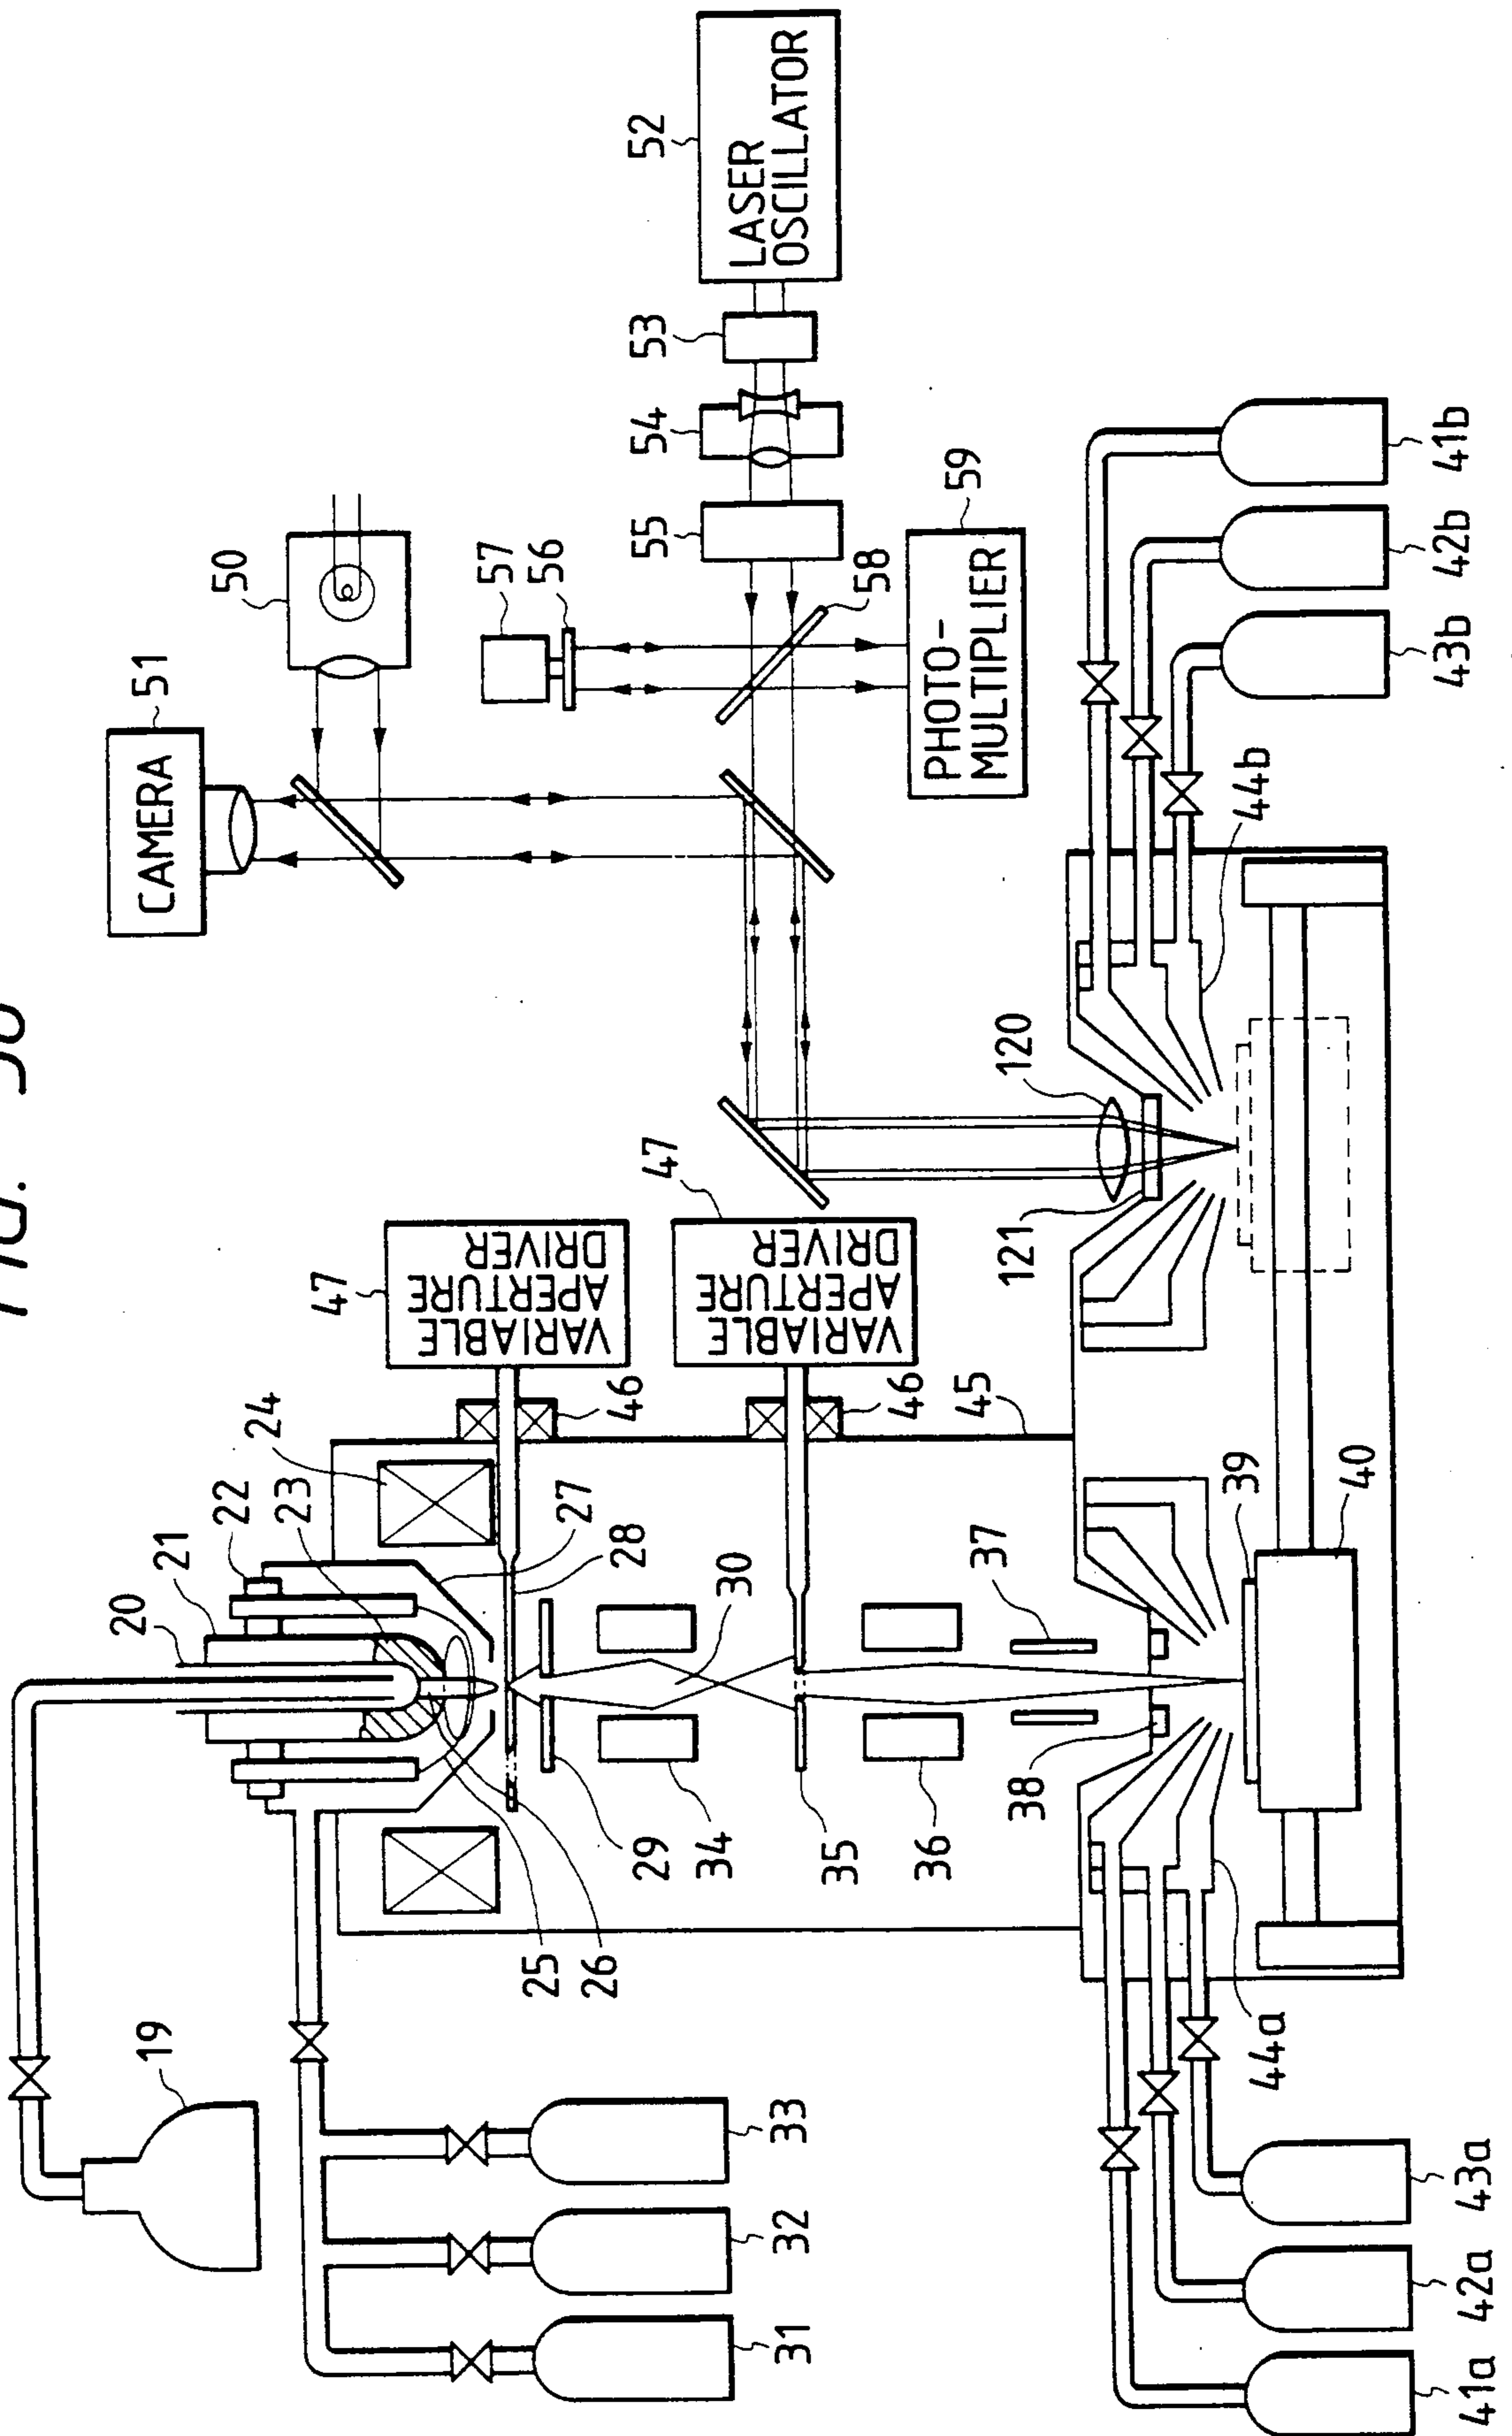 FIG.
CAMERA
51
50
57
56
55
54
53
52
LASER
OSCILLATOR
58
59
PHOTO-
MULTIPLIER
19
20
21
22
23
24
47
VARIABLE
APERTURE
DRIVER
46
27
28
25
26
29
30
31
32
33
34
47
VARIABLE
APERTURE
DRIVER
46
35
36
45
37
38
39
40
120
121
44b
41b
42b
43b
44a
41a
42a
43a